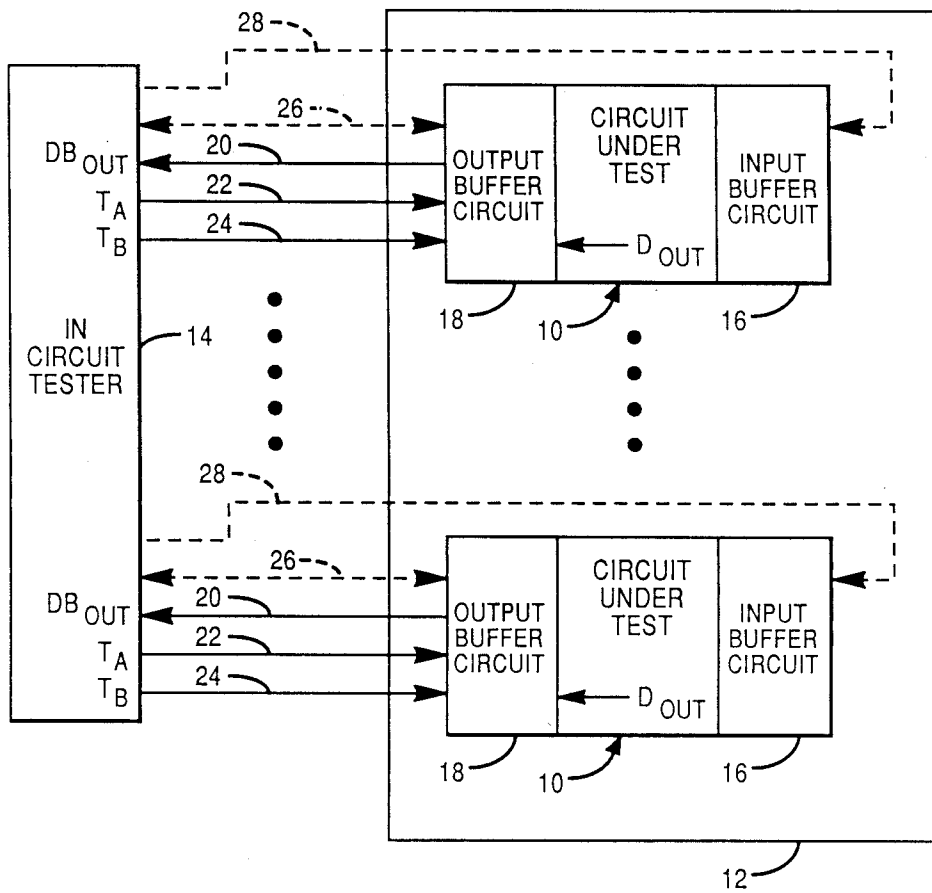 28
26
20
22
24
DB OUT
T A
T B
OUTPUT
BUFFER
CIRCUIT
CIRCUIT
UNDER
TEST
D OUT
INPUT
BUFFER
CIRCUIT
18
10
16
IN
CIRCUIT
TESTER
14
28
26
20
22
24
DB OUT
T A
T B
OUTPUT
BUFFER
CIRCUIT
CIRCUIT
UNDER
TEST
D OUT
INPUT
BUFFER
CIRCUIT
18
10
16
12